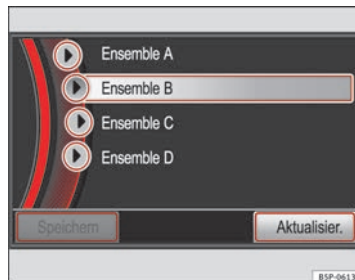 Ensemble A
Ensemble B
Ensemble C
Ensemble D
Speichern
Aktualisier.
B5P-0613